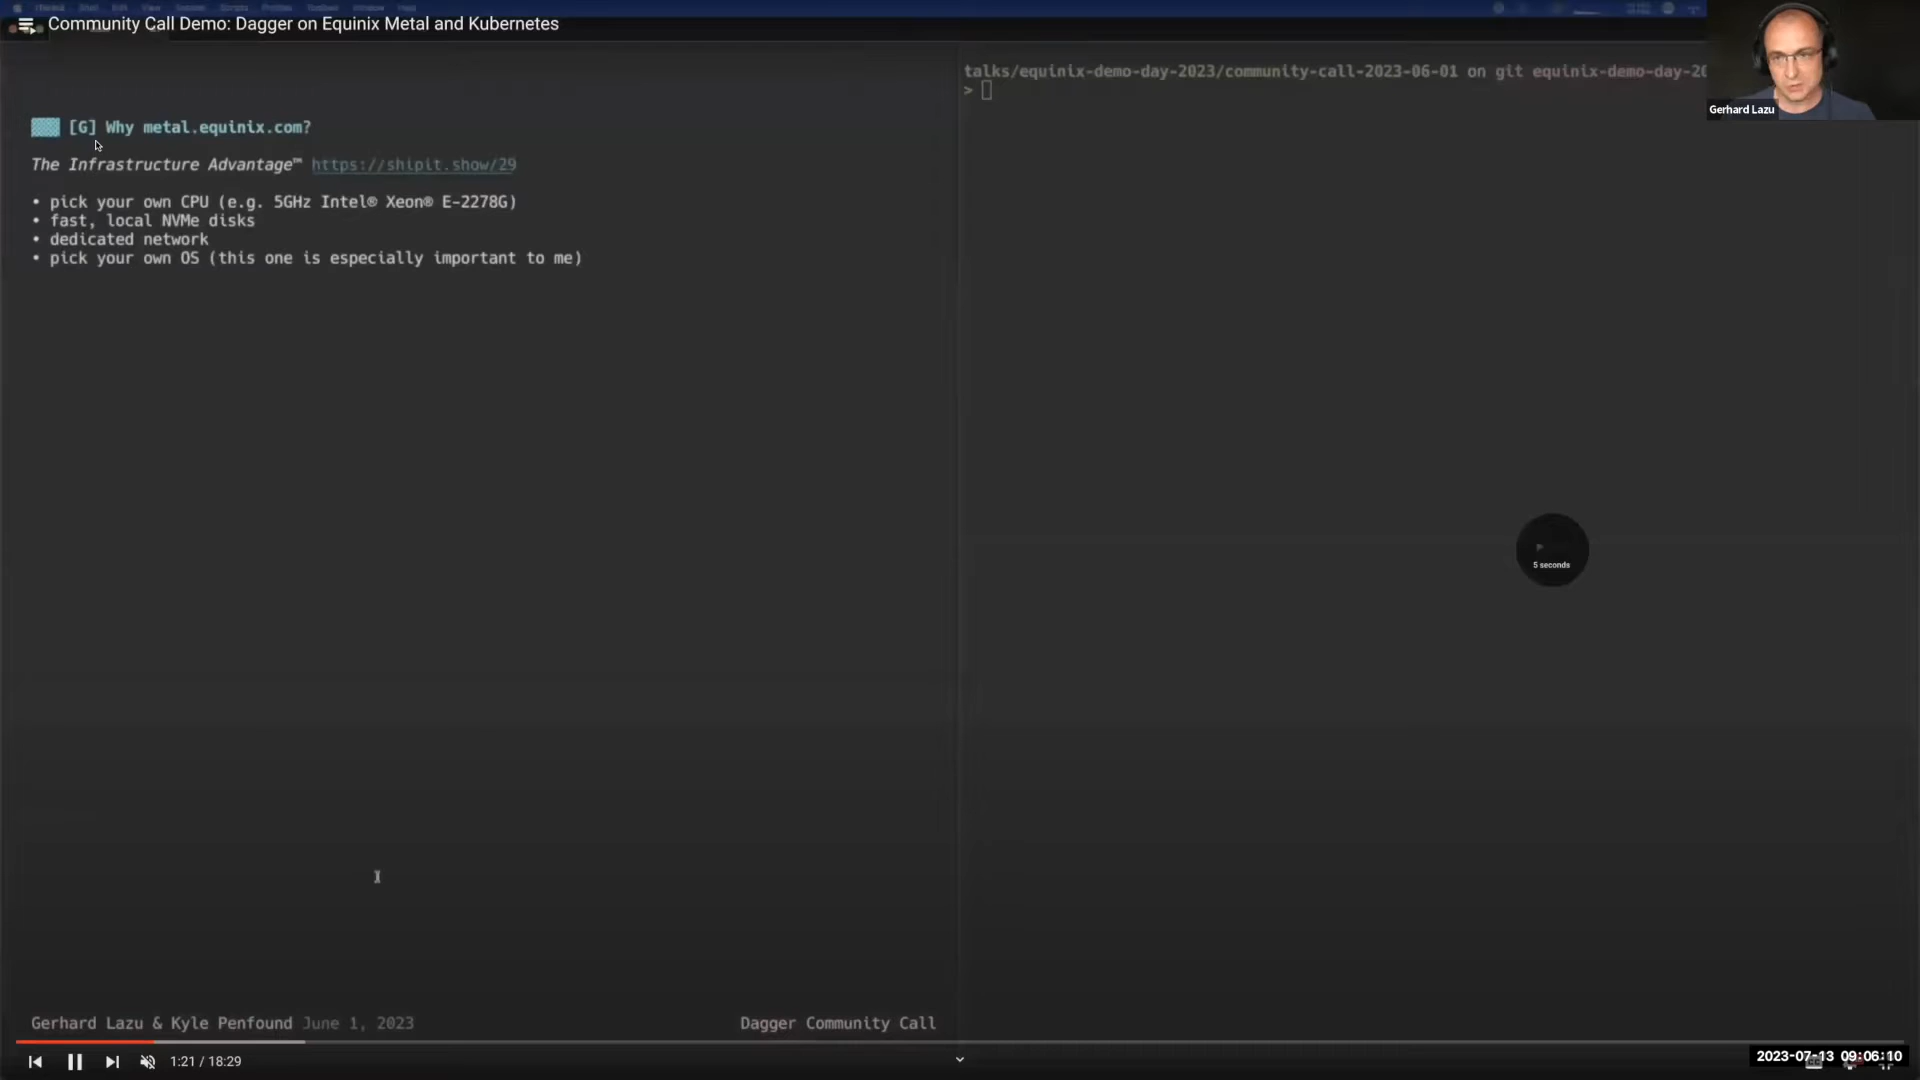 Community Call Demo: Dagger on Equinix Metal and Kubernetes
talks/equinix-demo-day-2023/community-call-2023-06-01 on git equinix-demo-day-20
> 
Gerhard Lazu
[G] Why metal.equinix.com?
The Infrastructure Advantage™ https://shipit.show/29
• pick your own CPU (e.g. 5GHz Intel® Xeon® E-2278G)
• fast, local NVMe disks
• dedicated network
• pick your own OS (this one is especially important to me)
5 seconds
Gerhard Lazu & Kyle Penfound June 1, 2023
Dagger Community Call
1:21 / 18:29
2023-07-13 09:06:10